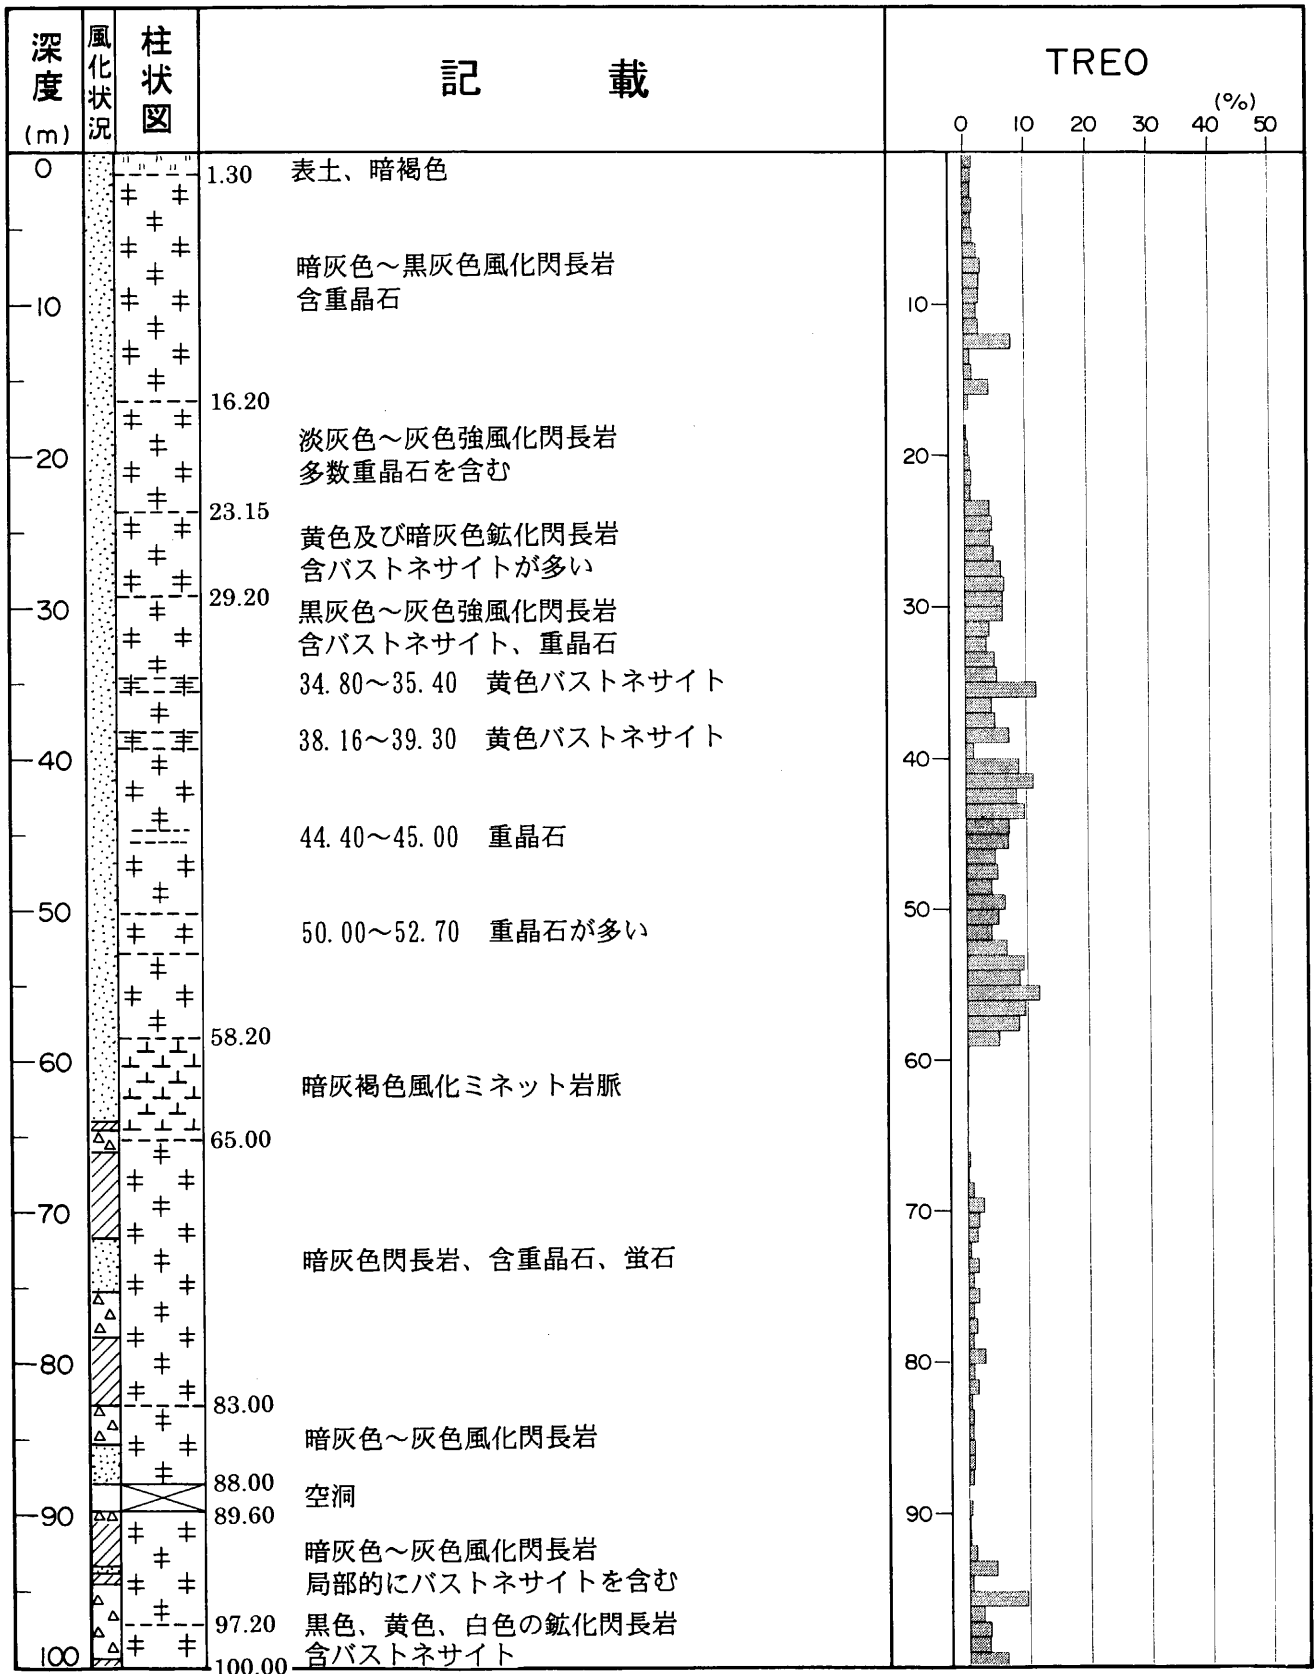 深度
(m)
風化状況
柱状図
記載
TREO
(%)
0 10 20 30 40 50
0
1.30 表土、暗褐色
暗灰色～黒灰色風化閃長岩
含重晶石
10
10
16.20
淡灰色～灰色強風化閃長岩
多数重晶石を含む
20
20
23.15
黄色及び暗灰色鉱化閃長岩
含バストネサイトが多い
29.20
30
30
黒灰色～灰色強風化閃長岩
含バストネサイト、重晶石
34.80～35.40 黄色バストネサイト
38.16～39.30 黄色バストネサイト
40
40
44.40～45.00 重晶石
50
50
50.00～52.70 重晶石が多い
58.20
60
60
暗灰褐色風化ミネット岩脈
65.00
70
70
暗灰色閃長岩、含重晶石、蛍石
80
80
83.00
暗灰色～灰色風化閃長岩
88.00
空洞
89.60
90
90
暗灰色～灰色風化閃長岩
局部的にバストネサイトを含む
97.20 黒色、黄色、白色の鉱化閃長岩
含バストネサイト
100
100.00